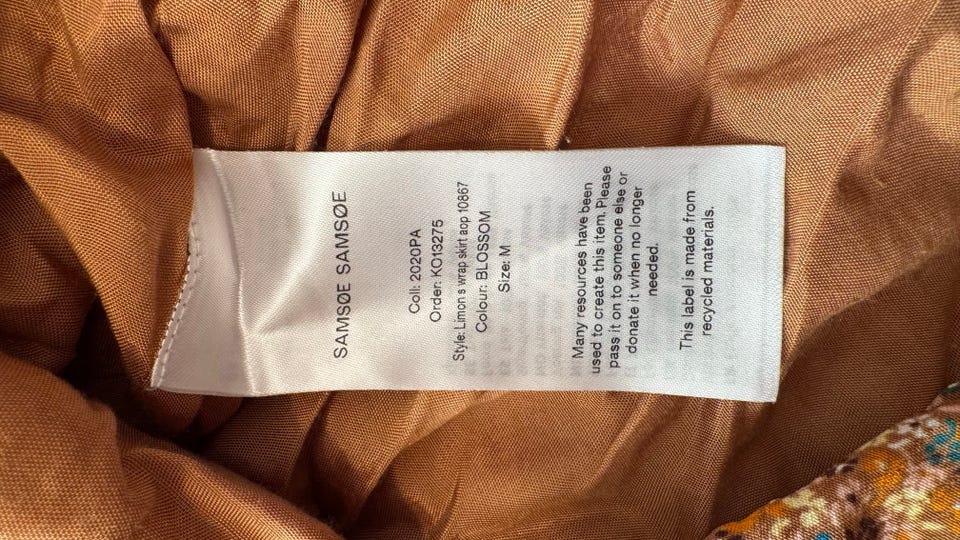 SAMSØE SAMSØE
Coll: 2020PA
Order: KO13275
Style: Limon s wrap skirt aop 10867
Colour: BLOSSOM
Size: M
Many resources have been
used to create this item. Please
pass it on to someone else or
donate it when no longer
needed.
This label is made from
recycled materials.